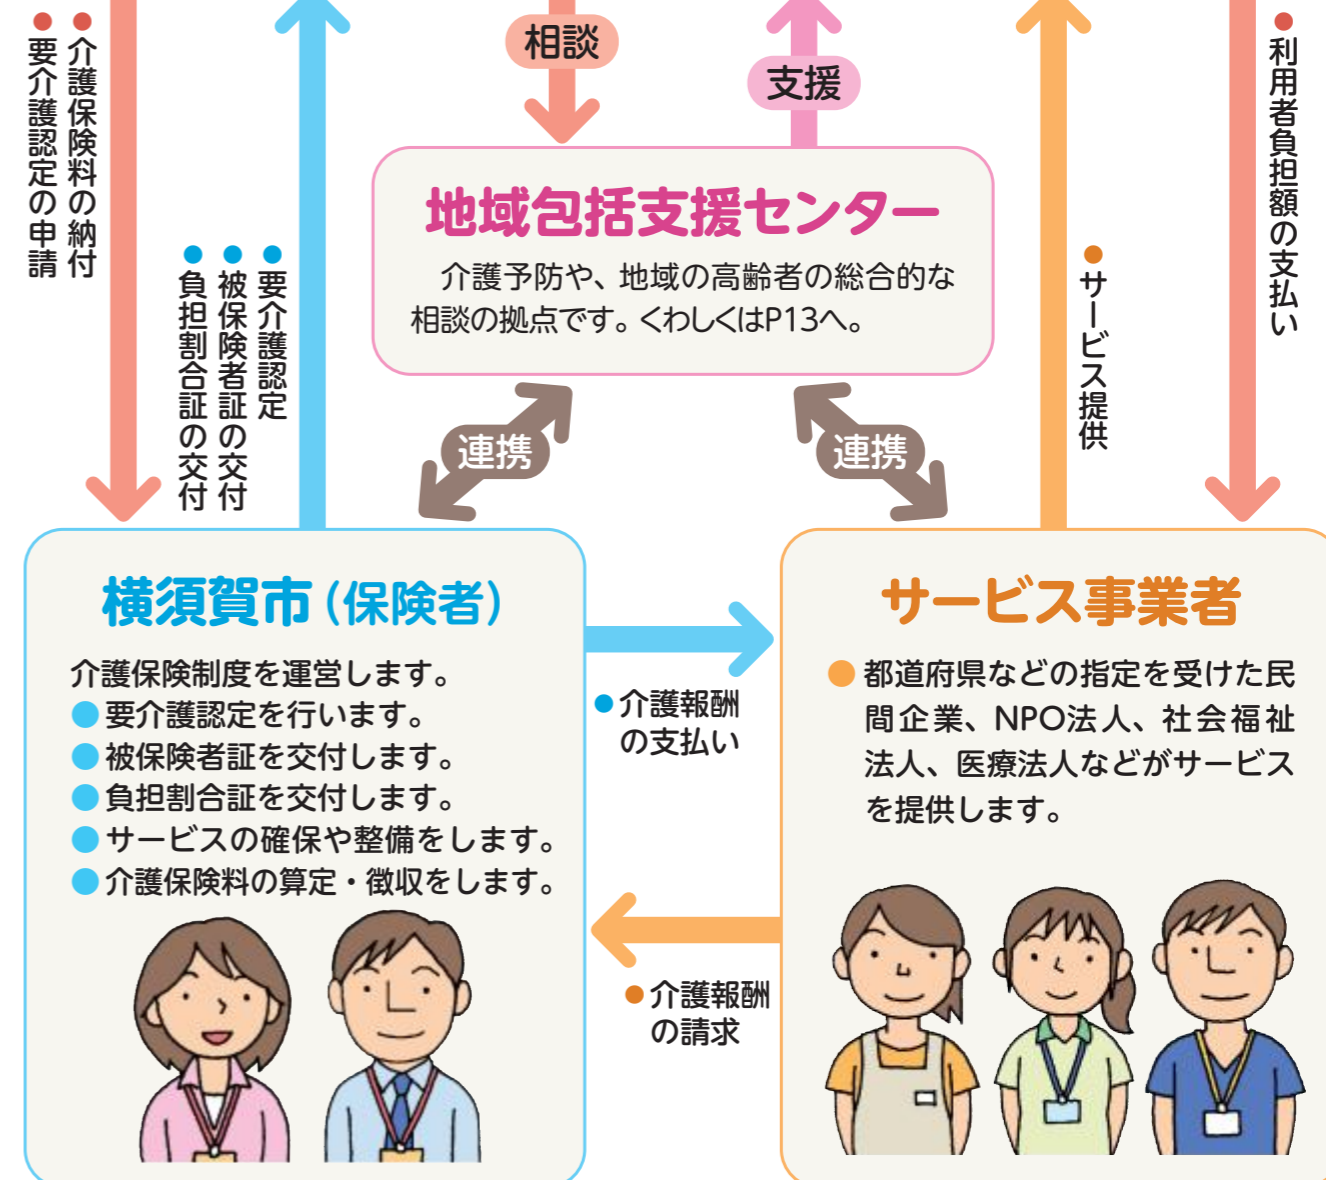 ●介護保険料の納付
●要介護認定の申請
●要介護認定
●被保険者証の交付
●負担割合証の交付
相談
支援
●サービス提供
●利用者負担額の支払い
地域包括支援センター
介護予防や、地域の高齢者の総合的な
相談の拠点です。くわしくはP13へ。
連携
連携
横須賀市(保険者)
介護保険制度を運営します。
●要介護認定を行います。
●被保険者証を交付します。
●負担割合証を交付します。
●サービスの確保や整備をします。
●介護保険料の算定・徴収をします。
●介護報酬
の支払い
●介護報酬
の請求
サービス事業者
●都道府県などの指定を受けた民
間企業、NPO法人、社会福祉
法人、医療法人などがサービス
を提供します。